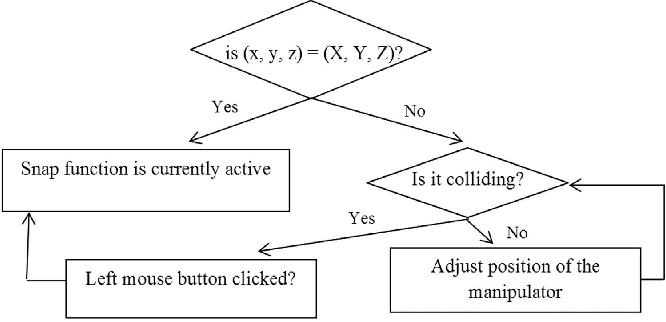 is (x, y, z) = (X, Y, Z)?
Yes
No
Snap function is currently active
Is it colliding?
Yes
No
Left mouse button clicked?
Adjust position of the
manipulator